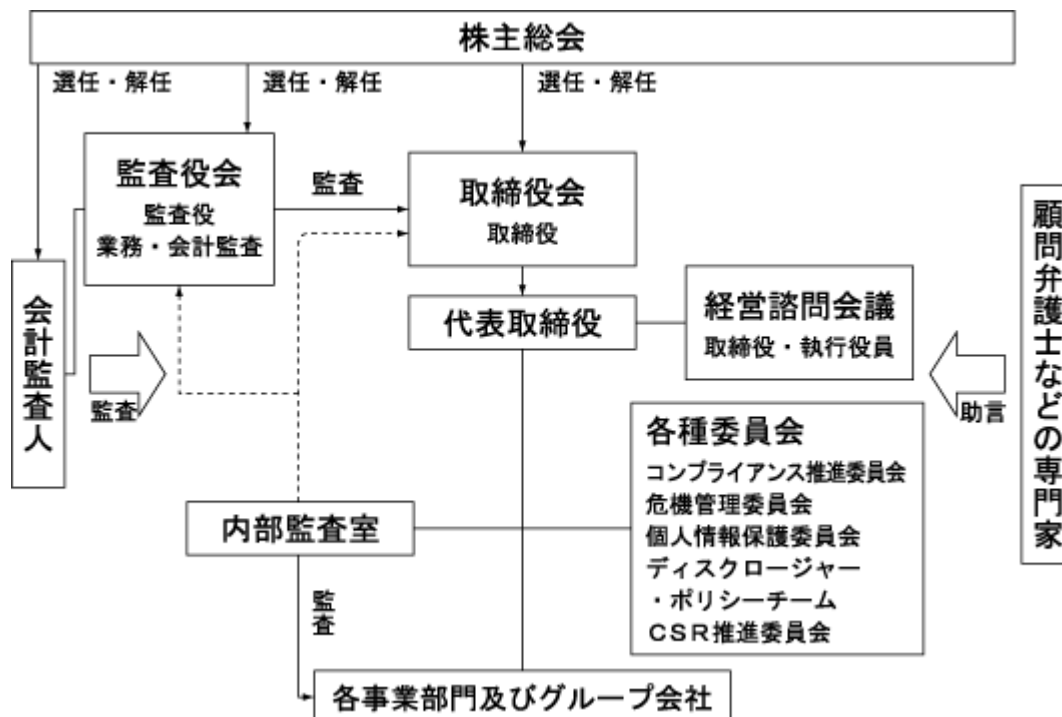 株主総会
選任・解任
選任・解任
選任・解任
監査役会
監査役
業務・会計監査
監査
取締役会
取締役
顧問弁護士などの専門家
会計監査人
代表取締役
経営諮問会議
取締役・執行役員
監査
助言
各種委員会
コンプライアンス推進委員会
危機管理委員会
個人情報保護委員会
ディスクロージャー
・ポリシーチーム
CSR推進委員会
内部監査室
監査
各事業部門及びグループ会社